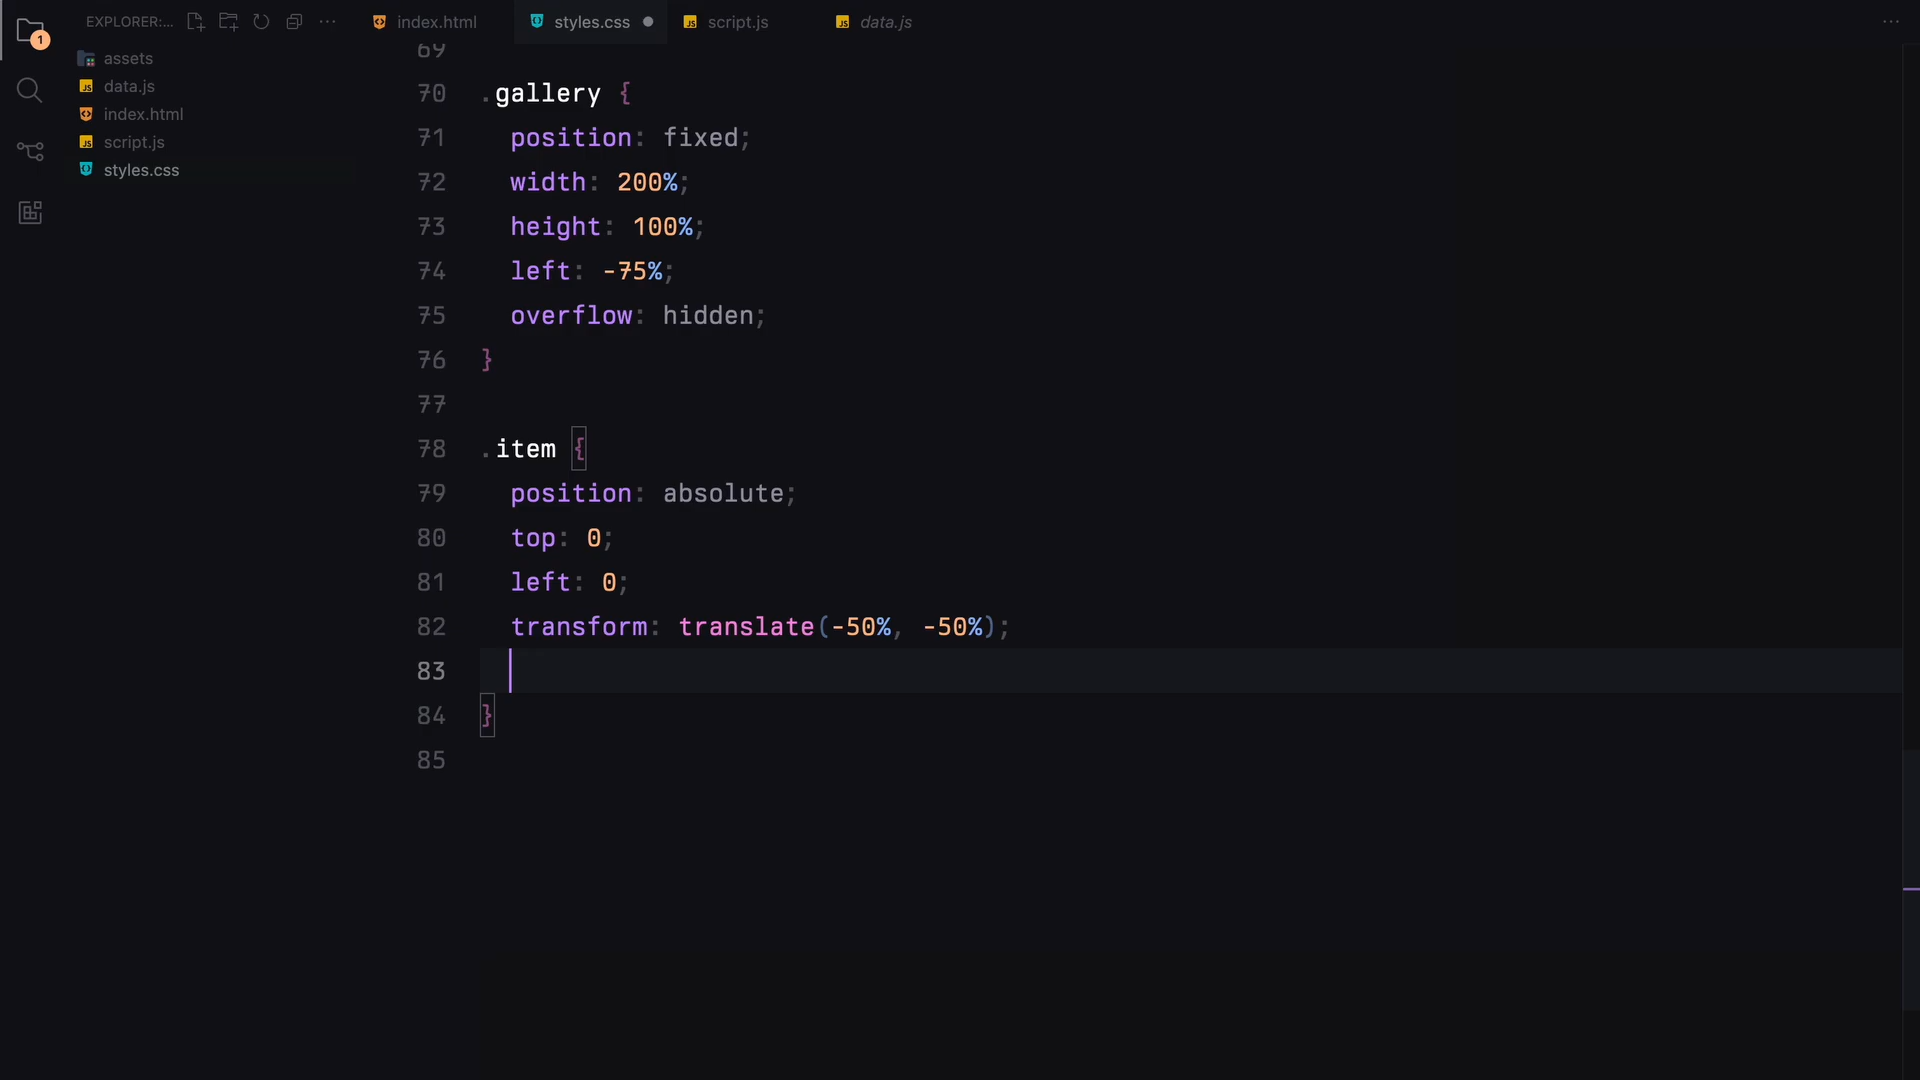 EXPLORER:...
index.html
styles.css
script.js
data.js
1
assets
data.js
index.html
script.js
styles.css
69
70 .gallery {
71 position: fixed;
72 width: 200%;
73 height: 100%;
74 left: -75%;
75 overflow: hidden;
76 }
77
78 .item {
79 position: absolute;
80 top: 0;
81 left: 0;
82 transform: translate(-50%, -50%);
83
84 }
85